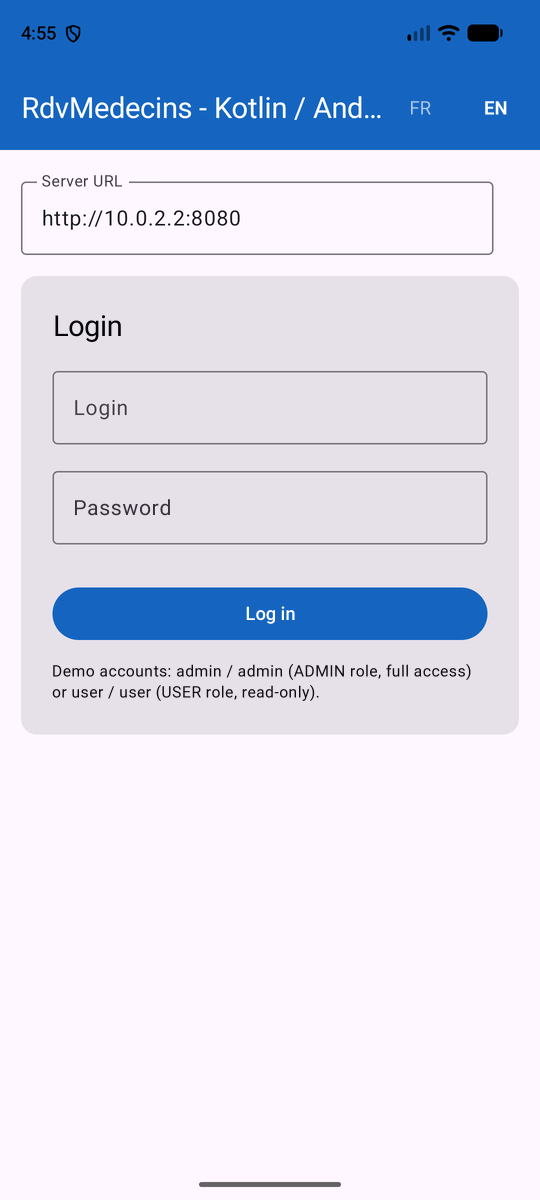 4:55
RdvMedecins - Kotlin / And...
FR
EN
Server URL
http://10.0.2.2:8080
Login
Login
Password
Log in
Demo accounts: admin / admin (ADMIN role, full access)
or user / user (USER role, read-only).